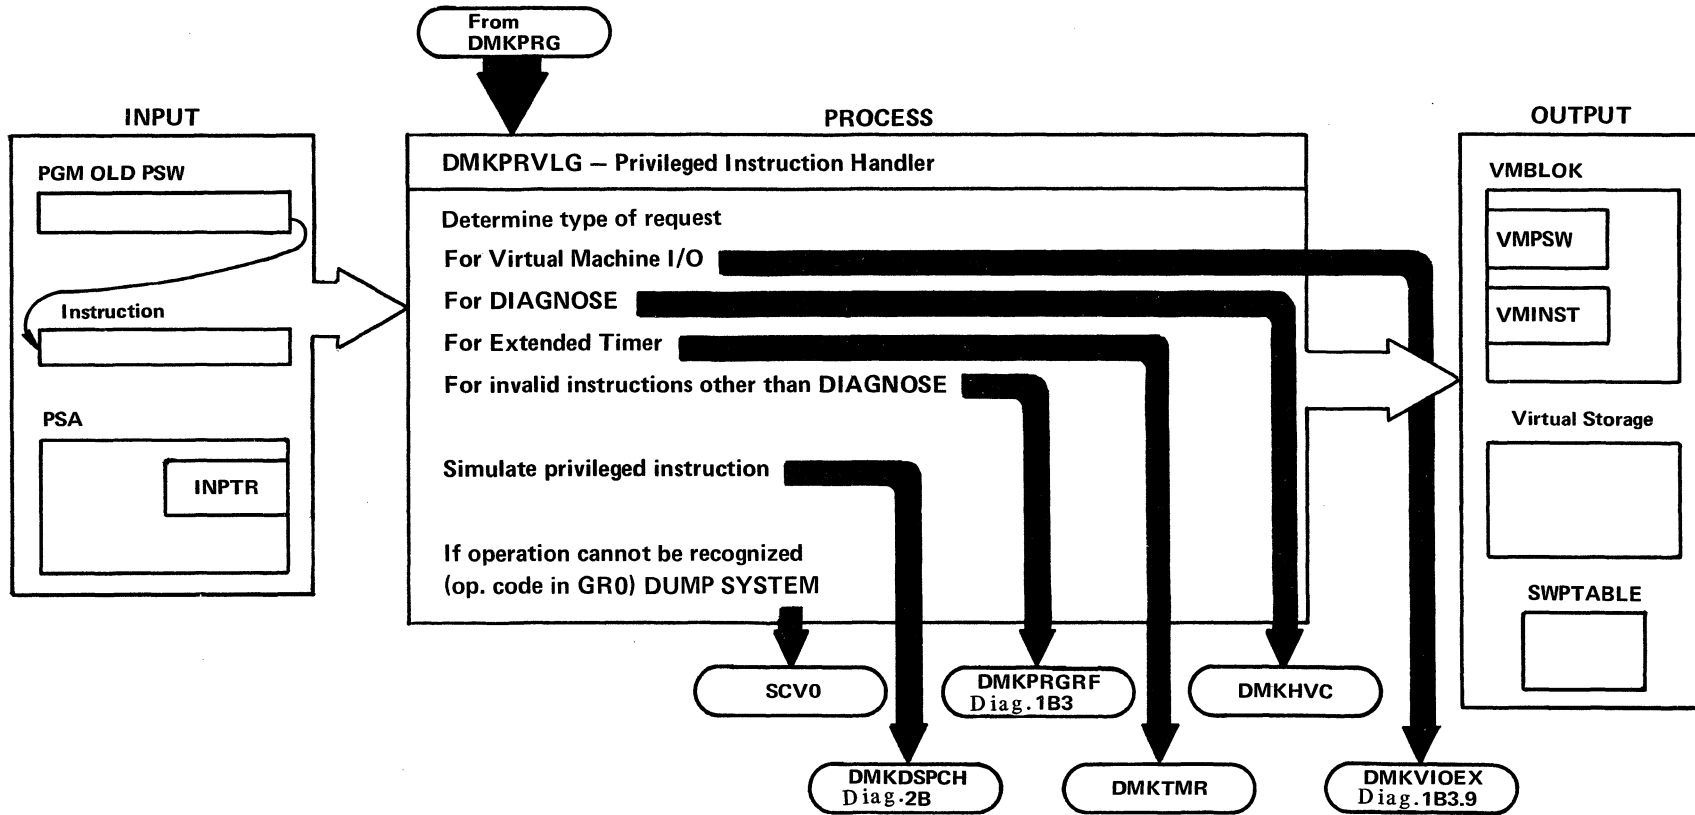 From
DMKPRG
INPUT
PGM OLD PSW
Instruction
PSA
INPTR
PROCESS
DMKPRVLG — Privileged Instruction Handler
Determine type of request
For Virtual Machine I/O
For DIAGNOSE
For Extended Timer
For invalid instructions other than DIAGNOSE
Simulate privileged instruction
If operation cannot be recognized
(op. code in GR0) DUMP SYSTEM
OUTPUT
VMBLOK
VMPSW
VMINST
Virtual Storage
SWPTABLE
SCV0
DMKPRGRF
Diag.1B3
DMKHVC
DMKDSPCH
Diag.2B
DMKTMR
DMKVIOEX
Diag.1B3.9